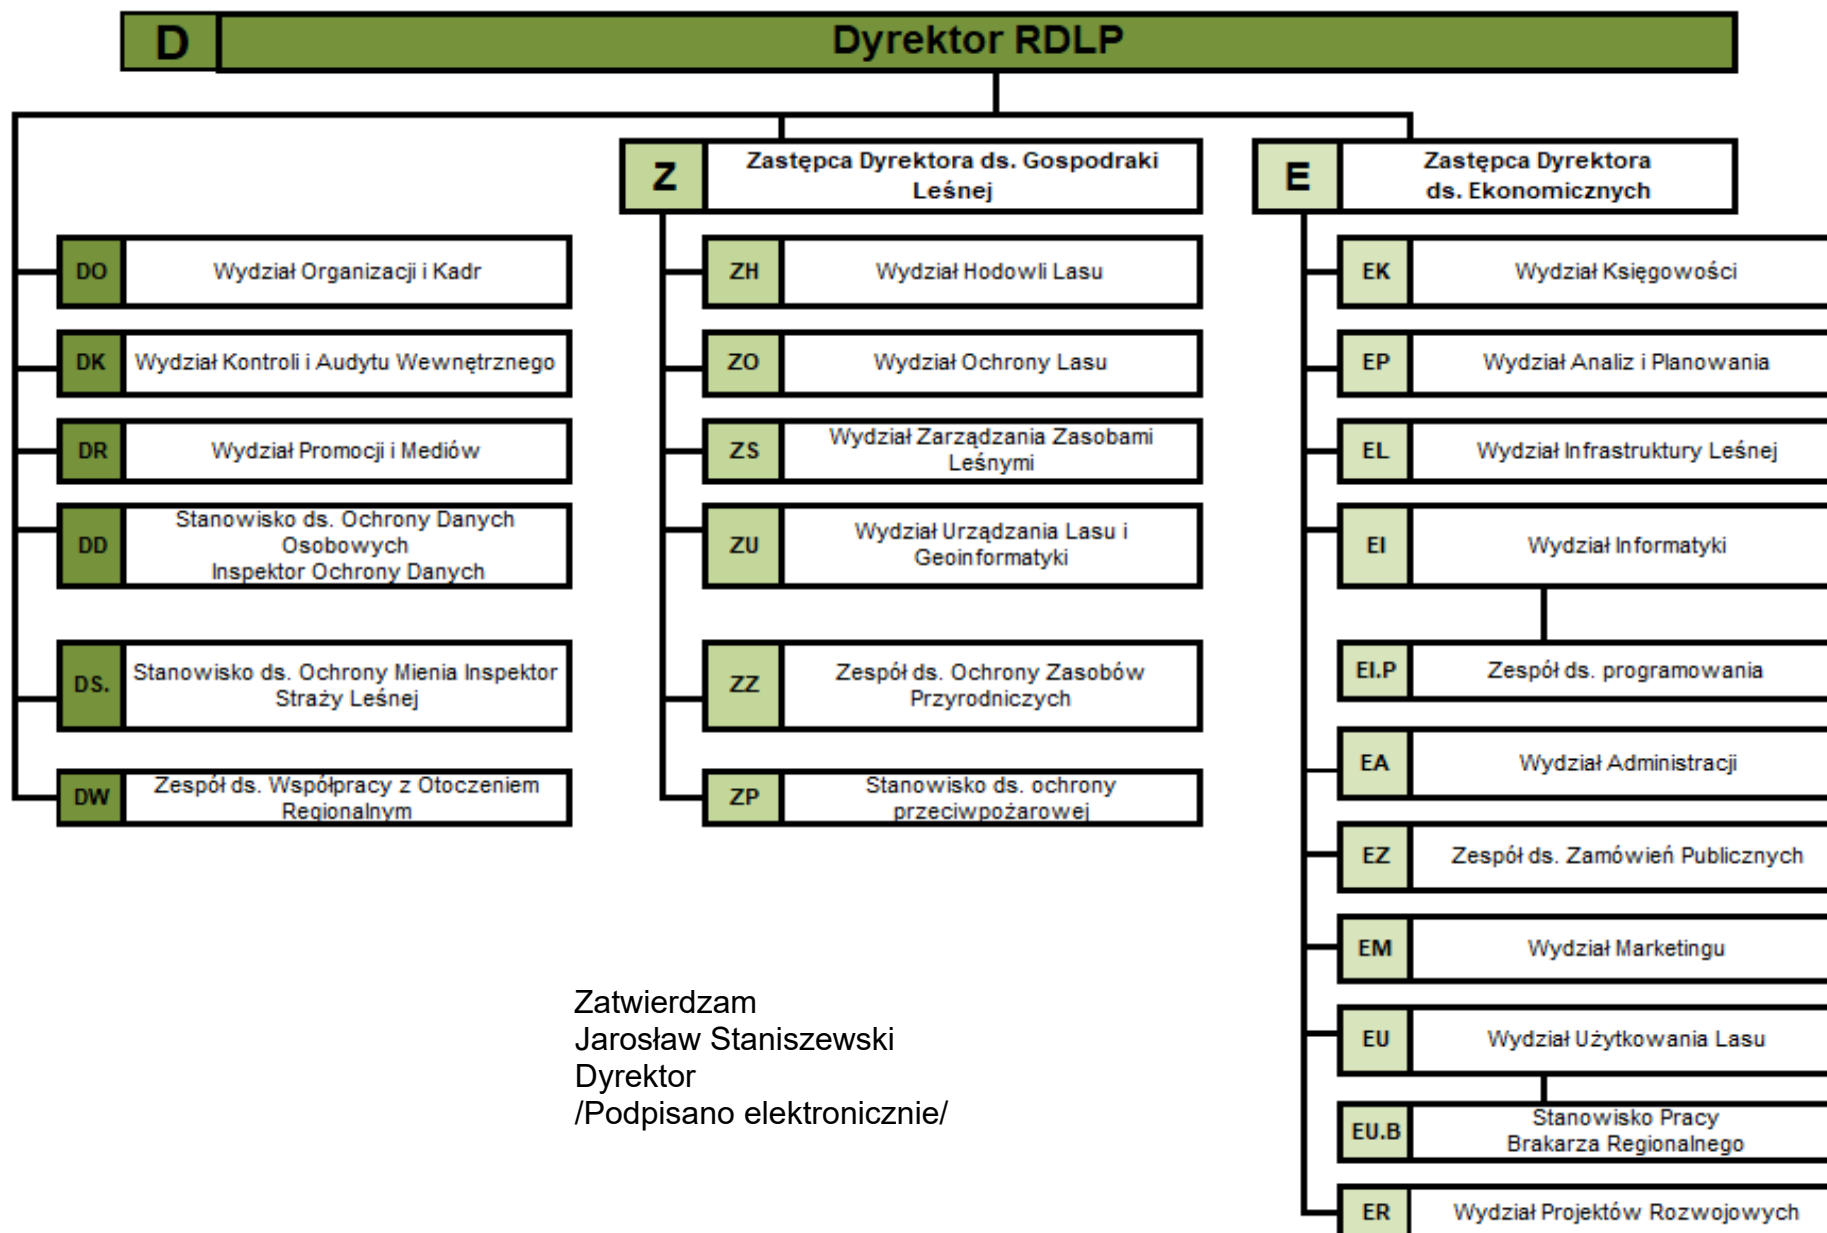 D
Dyrektor RDLP
Z
Zastępca Dyrektora ds. Gospodraki
Leśnej
E
Zastępca Dyrektora
ds. Ekonomicznych
DO
Wydział Organizacji i Kadr
DK
Wydział Kontroli i Audytu Wewnętrznego
DR
Wydział Promocji i Mediów
DD
Stanowisko ds. Ochrony Danych
Osobowych
Inspektor Ochrony Danych
DS.
Stanowisko ds. Ochrony Mienia Inspektor
Straży Leśnej
DW
Zespół ds. Współpracy z Otoczeniem
Regionalnym
ZH
Wydział Hodowli Lasu
ZO
Wydział Ochrony Lasu
ZS
Wydział Zarządzania Zasobami
Leśnymi
ZU
Wydział Urządzania Lasu i
Geoinformatyki
ZZ
Zespół ds. Ochrony Zasobów
Przyrodniczych
ZP
Stanowisko ds. ochrony
przeciwpożarowej
EK
Wydział Księgowości
EP
Wydział Analiz i Planowania
EL
Wydział Infrastruktury Leśnej
EI
Wydział Informatyki
EI.P
Zespół ds. programowania
EA
Wydział Administracji
EZ
Zespół ds. Zamówień Publicznych
EM
Wydział Marketingu
EU
Wydział Użytkowania Lasu
EU.B
Stanowisko Pracy
Brakarza Regionalnego
ER
Wydział Projektów Rozwojowych
Zatwierdzam
Jarosław Staniszewski
Dyrektor
/Podpisano elektronicznie/